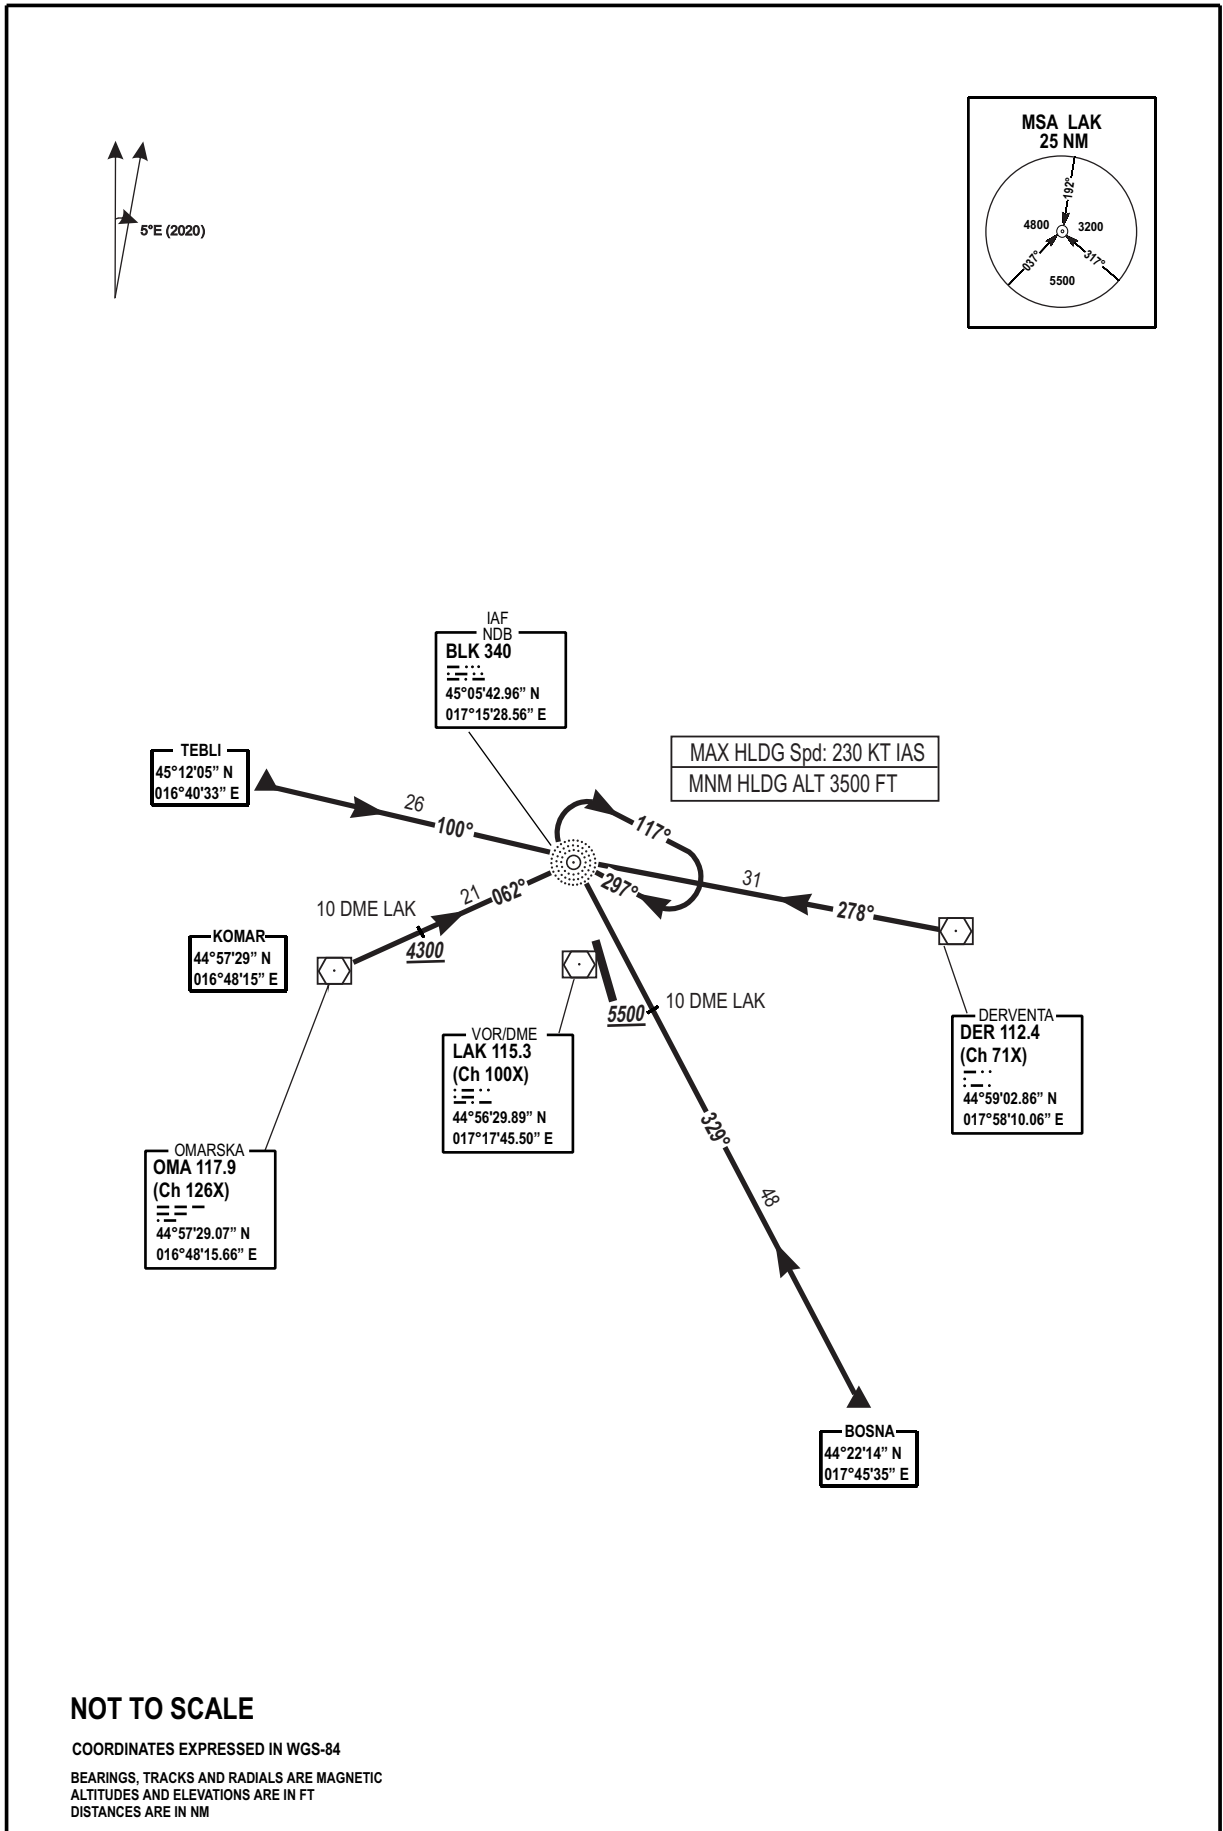 MSA LAK
25 NM
192°
4800
3200
037°
317°
5500
5°E (2020)
IAF
NDB
BLK 340
45°05'42.96” N
017°15'28.56” E
TEBLI
45°12'05” N
016°40'33” E
MAX HLDG Spd: 230 KT IAS
MNM HLDG ALT 3500 FT
26
100°
117°
297°
31
278°
21
062°
10 DME LAK
4300
KOMAR
44°57'29” N
016°48'15” E
5500
10 DME LAK
VOR/DME
LAK 115.3
(Ch 100X)
44°56'29.89” N
017°17'45.50” E
DERVENTA
DER 112.4
(Ch 71X)
44°59'02.86” N
017°58'10.06” E
OMARSKA
OMA 117.9
(Ch 126X)
44°57'29.07” N
016°48'15.66” E
329°
48
BOSNA
44°22'14” N
017°45'35” E
NOT TO SCALE
COORDINATES EXPRESSED IN WGS-84
BEARINGS, TRACKS AND RADIALS ARE MAGNETIC
ALTITUDES AND ELEVATIONS ARE IN FT
DISTANCES ARE IN NM